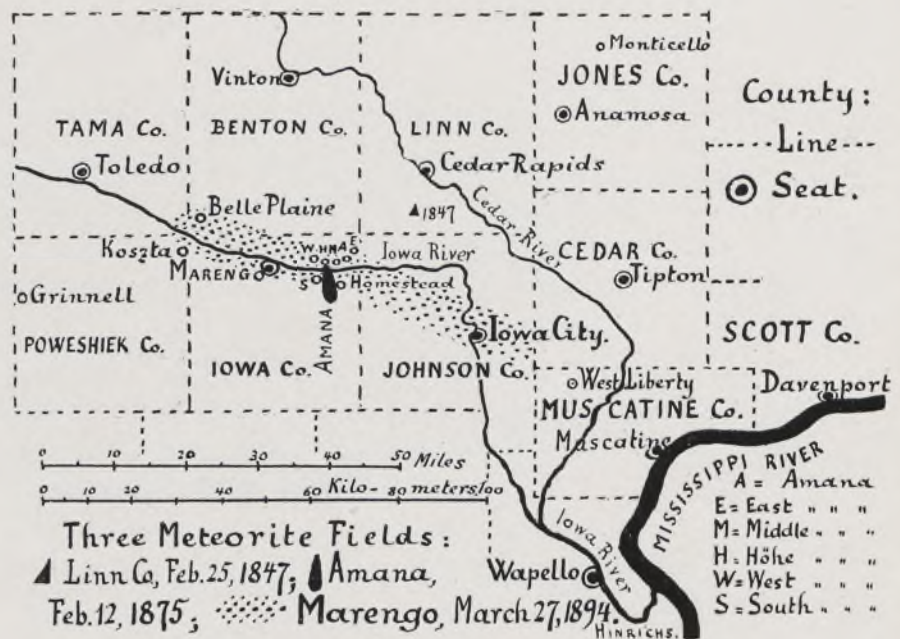 Monticello
JONES Co.
Vinton
Anamosa
County:
Line
Seat.
TAMA Co.
BENTON Co.
LINN Co.
Toledo
Cedar Rapids
Belle Plaine
1847
Cedar River
Koszta
W. H M A E
Iowa River
CEDAR Co.
MARENGO
S
Homestead
Tipton
Grinnell
AMANA
Iowa City.
SCOTT Co.
POWESHIEK Co.
IOWA Co.
JOHNSON Co.
West Liberty
Davenport
MUSCATINE Co.
Muscatine
0 10 20 30 40 50 Miles
0 10 20 40 60 Kilo- 80 meters/100
MISSISSIPPI RIVER
A = Amana
E = East " " "
M = Middle " " "
H = Höhe " " "
W = West " " "
S = South " " "
Iowa River
Wapello
Three Meteorite Fields:
Linn Co, Feb. 25, 1847; Amana,
Feb. 12, 1875; Marengo, March 27, 1894.
HINRICHS.